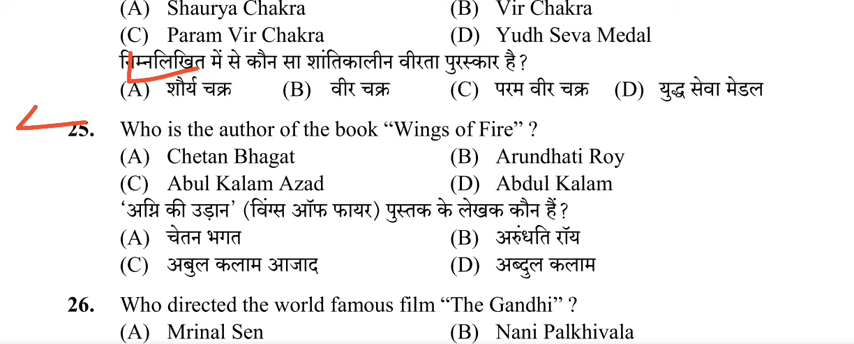 (A) Shaurya Chakra (B) Vir Chakra
(C) Param Vir Chakra (D) Yudh Seva Medal
निम्नलिखित में से कौन सा शांतिकालीन वीरता पुरस्कार है?
(A) शौर्य चक्र (B) वीर चक्र (C) परम वीर चक्र (D) युद्ध सेवा मेडल
25. Who is the author of the book “Wings of Fire” ?
(A) Chetan Bhagat (B) Arundhati Roy
(C) Abul Kalam Azad (D) Abdul Kalam
‘अग्नि की उड़ान’ (विंग्स ऑफ फायर) पुस्तक के लेखक कौन हैं?
(A) चेतन भगत (B) अरुंधति रॉय
(C) अबुल कलाम आजाद (D) अब्दुल कलाम
26. Who directed the world famous film “The Gandhi” ?
(A) Mrinal Sen (B) Nani Palkhivala